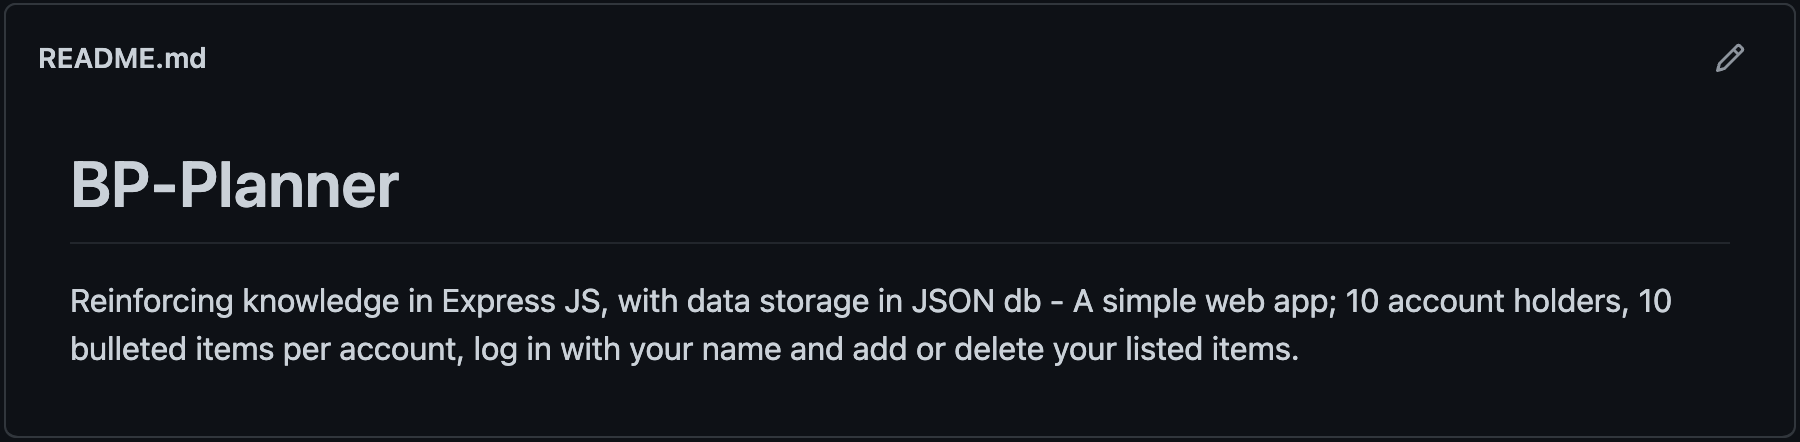 README.md
BP-Planner
Reinforcing knowledge in Express JS, with data storage in JSON db - A simple web app; 10 account holders, 10
bulleted items per account, log in with your name and add or delete your listed items.